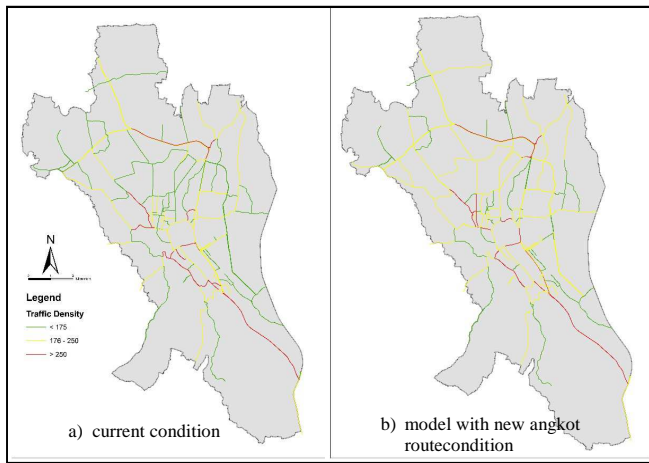 N
Legend
Traffic Density
< 175
176 - 250
> 250
a) current condition
b) model with new angkot
routecondition